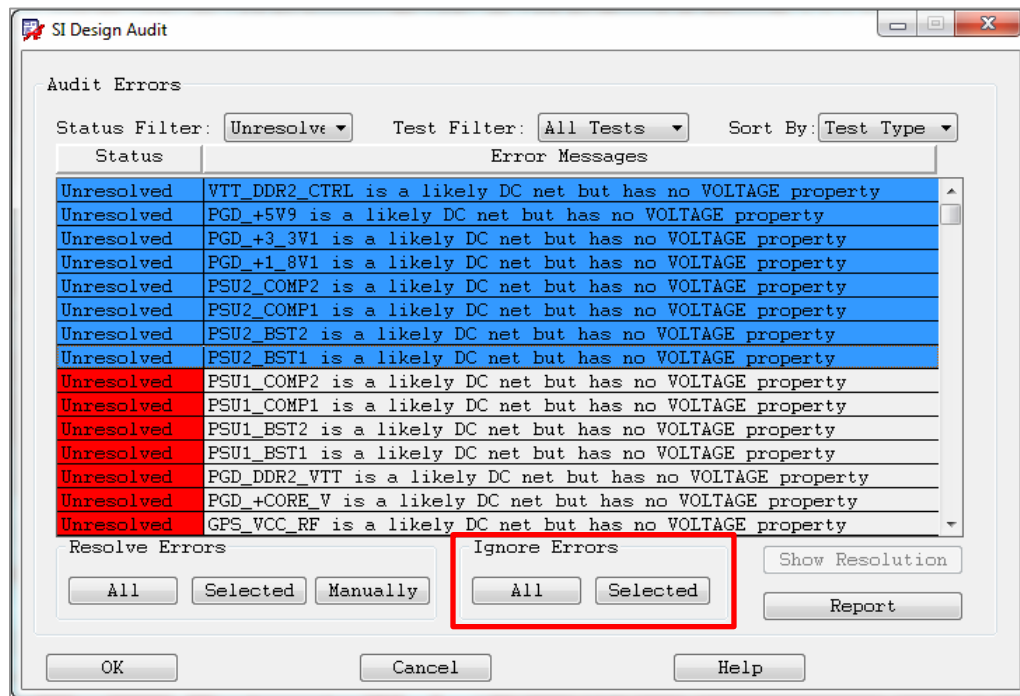 SI Design Audit
Audit Errors
Status Filter: Unresolve Test Filter: All Tests Sort By: Test Type
Status Error Messages
Unresolved VTT_DDR2_CTRL is a likely DC net but has no VOLTAGE property
Unresolved PGD_+5V9 is a likely DC net but has no VOLTAGE property
Unresolved PGD_+3_3V1 is a likely DC net but has no VOLTAGE property
Unresolved PGD_+1_8V1 is a likely DC net but has no VOLTAGE property
Unresolved PSU2_COMP2 is a likely DC net but has no VOLTAGE property
Unresolved PSU2_COMP1 is a likely DC net but has no VOLTAGE property
Unresolved PSU2_BST2 is a likely DC net but has no VOLTAGE property
Unresolved PSU2_BST1 is a likely DC net but has no VOLTAGE property
Unresolved PSU1_COMP2 is a likely DC net but has no VOLTAGE property
Unresolved PSU1_COMP1 is a likely DC net but has no VOLTAGE property
Unresolved PSU1_BST2 is a likely DC net but has no VOLTAGE property
Unresolved PSU1_BST1 is a likely DC net but has no VOLTAGE property
Unresolved PGD_DDR2_VTT is a likely DC net but has no VOLTAGE property
Unresolved PGD_+CORE_V is a likely DC net but has no VOLTAGE property
Unresolved GPS_VCC_RF is a likely DC net but has no VOLTAGE property
Resolve Errors Ignore Errors
Show Resolution
All Selected Manually All Selected
Report
OK Cancel Help